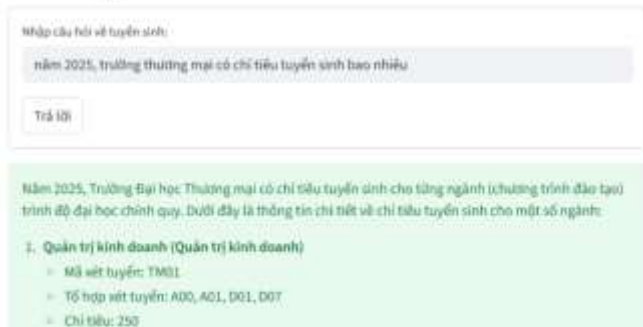 Nhập câu hỏi về tuyển sinh:
năm 2025, trường thương mại có chỉ tiêu tuyển sinh bao nhiêu
Trả lời
Năm 2025, Trường Đại học Thương mại có chỉ tiêu tuyển sinh cho từng ngành (chương trình đào tạo)
trình độ đại học chính quy. Dưới đây là thông tin chi tiết về chỉ tiêu tuyển sinh cho một số ngành:
1. Quản trị kinh doanh (Quản trị kinh doanh)
Mã xét tuyển: TM01
Tổ hợp xét tuyển: A00, A01, D01, D07
Chỉ tiêu: 250